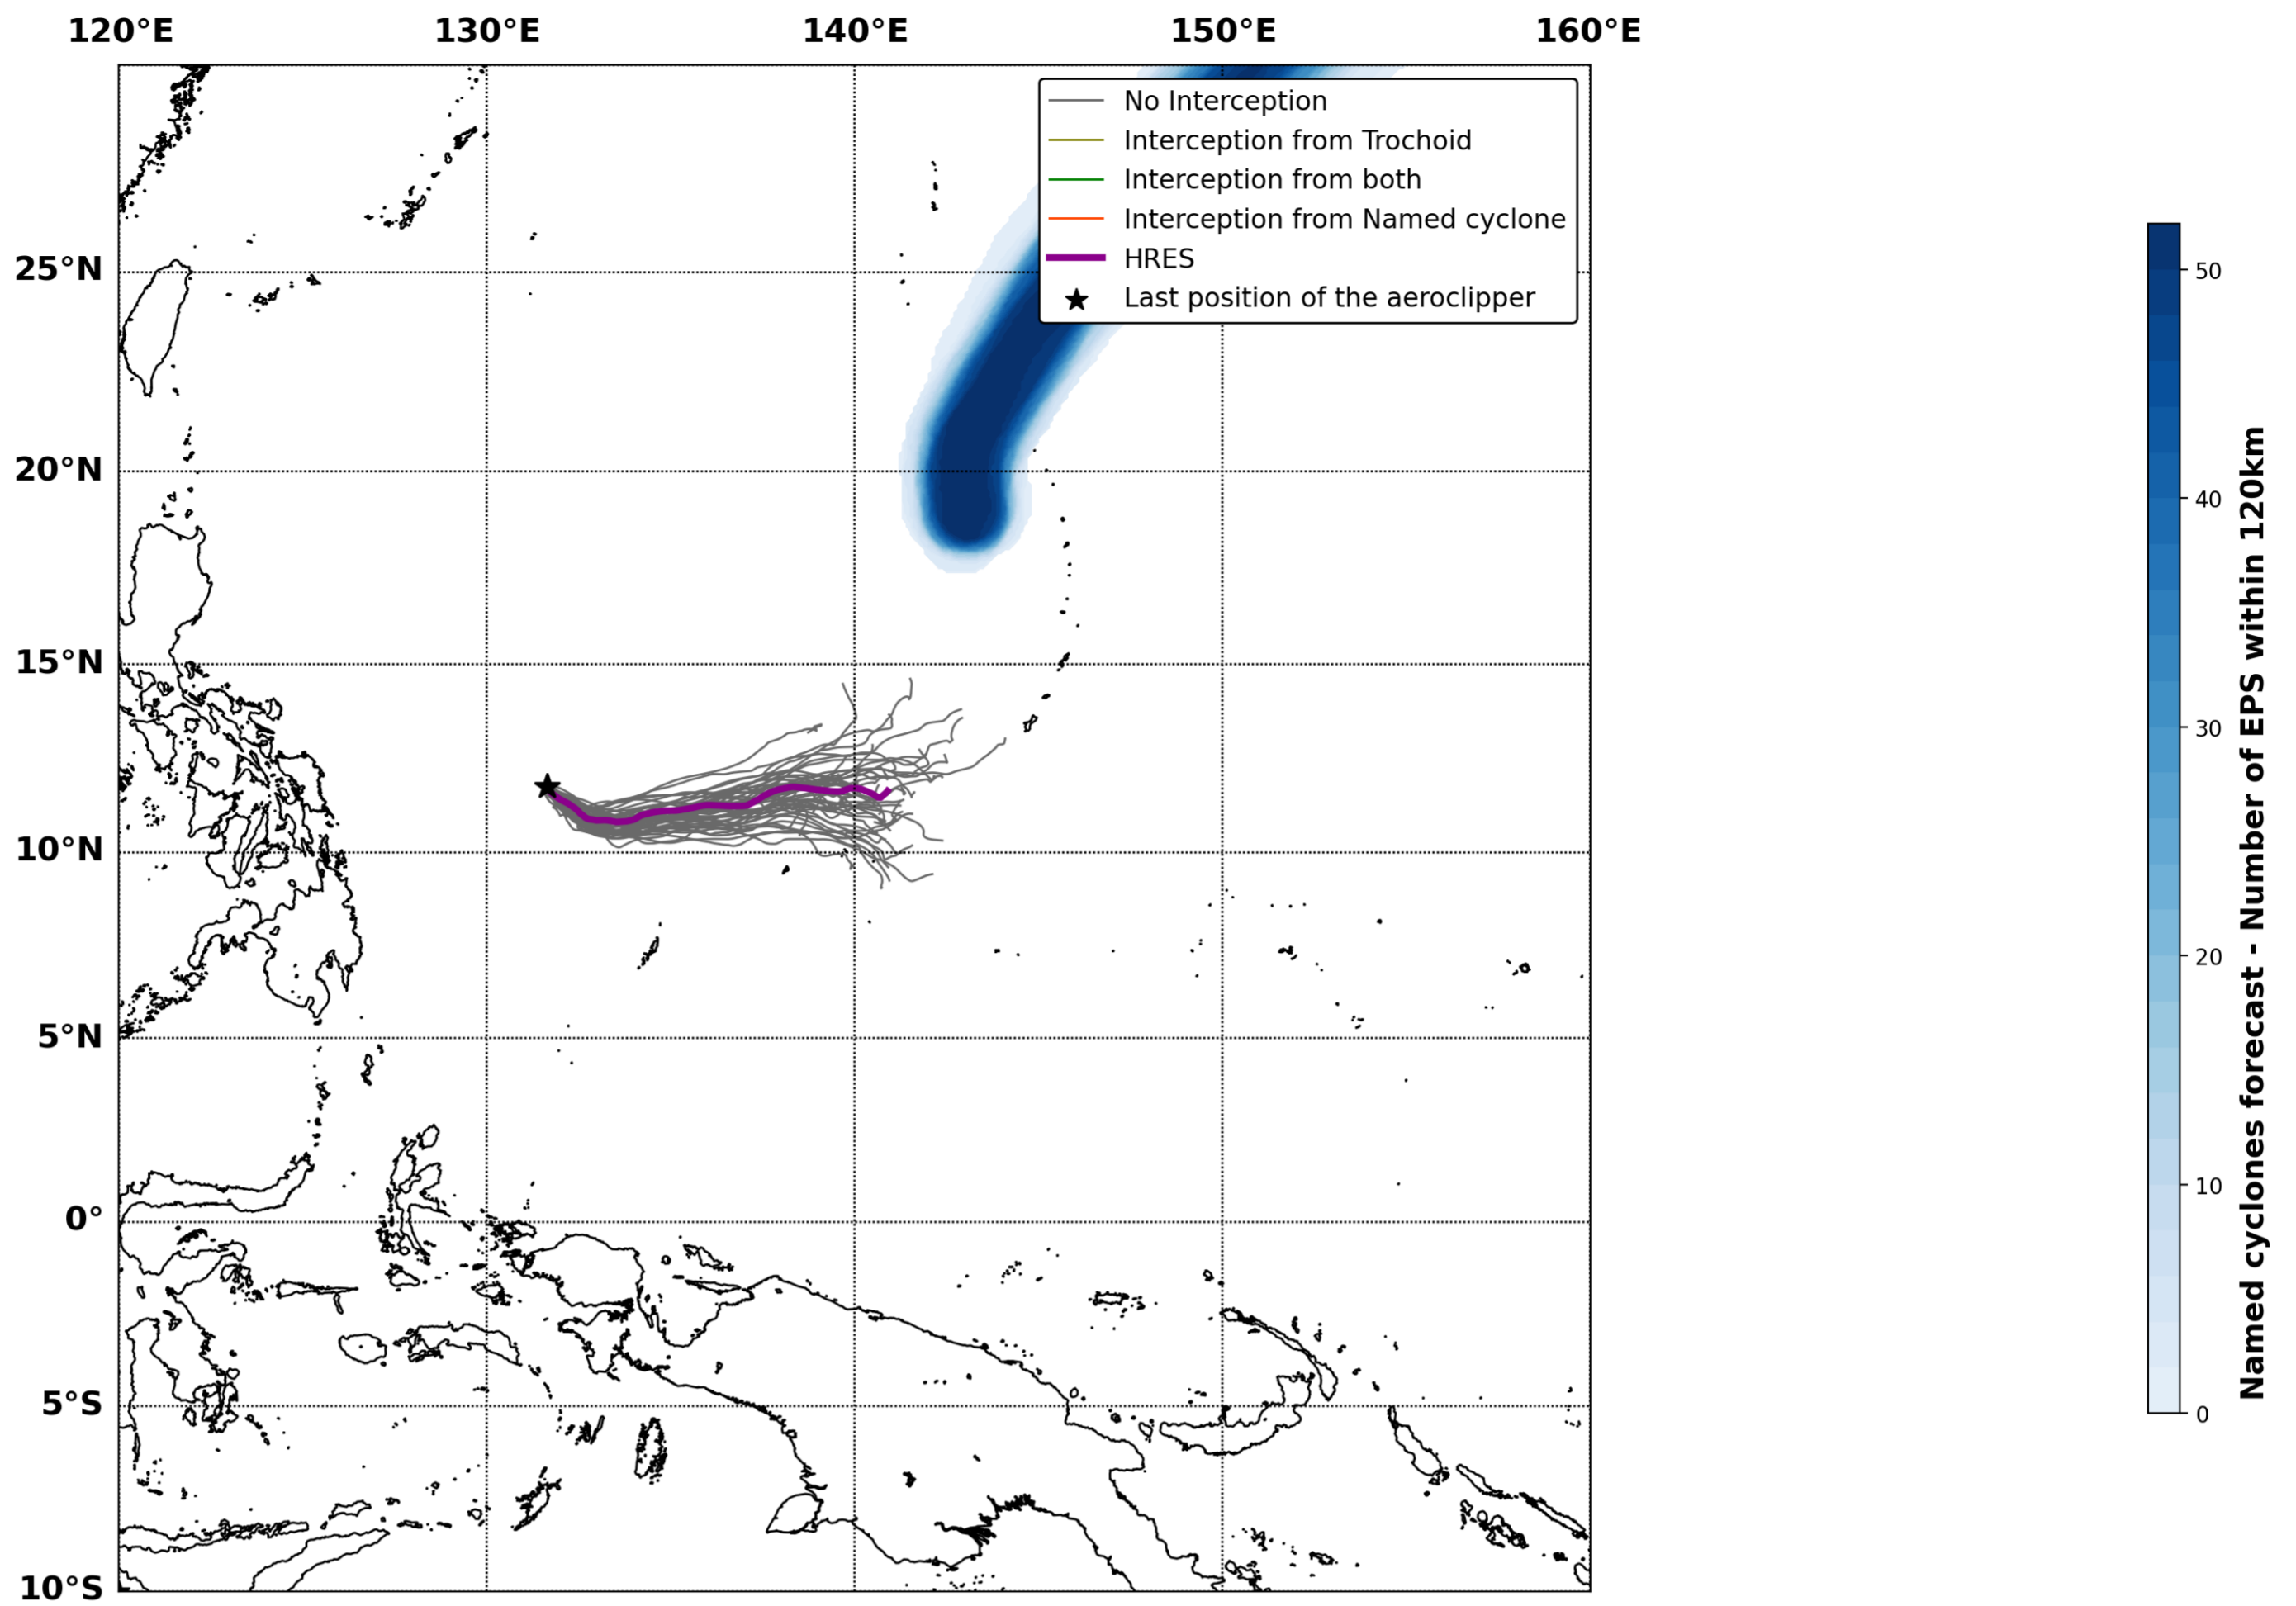 120°E 130°E 140°E 150°E 160°E
No Interception
Interception from Trochoid
Interception from both
Interception from Named cyclone
HRES
Last position of the aeroclipper
25°N
20°N
15°N
10°N
5°N
0°
5°S
10°S
50
40
30
20
10
0
Named cyclones forecast - Number of EPS within 120km